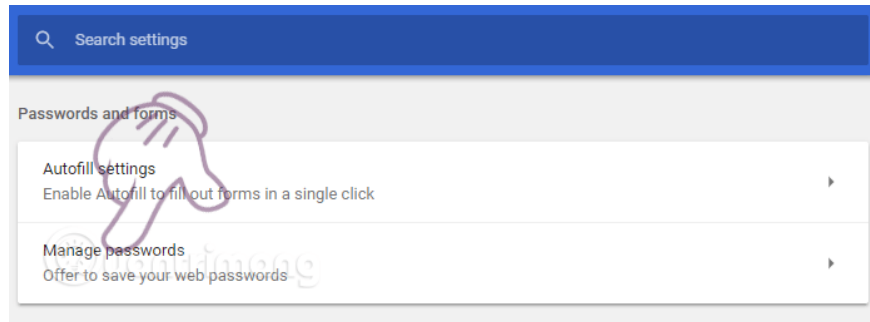 Search settings
Passwords and forms
Autofill settings
Enable Autofill to fill out forms in a single click
Manage passwords
Offer to save your web passwords